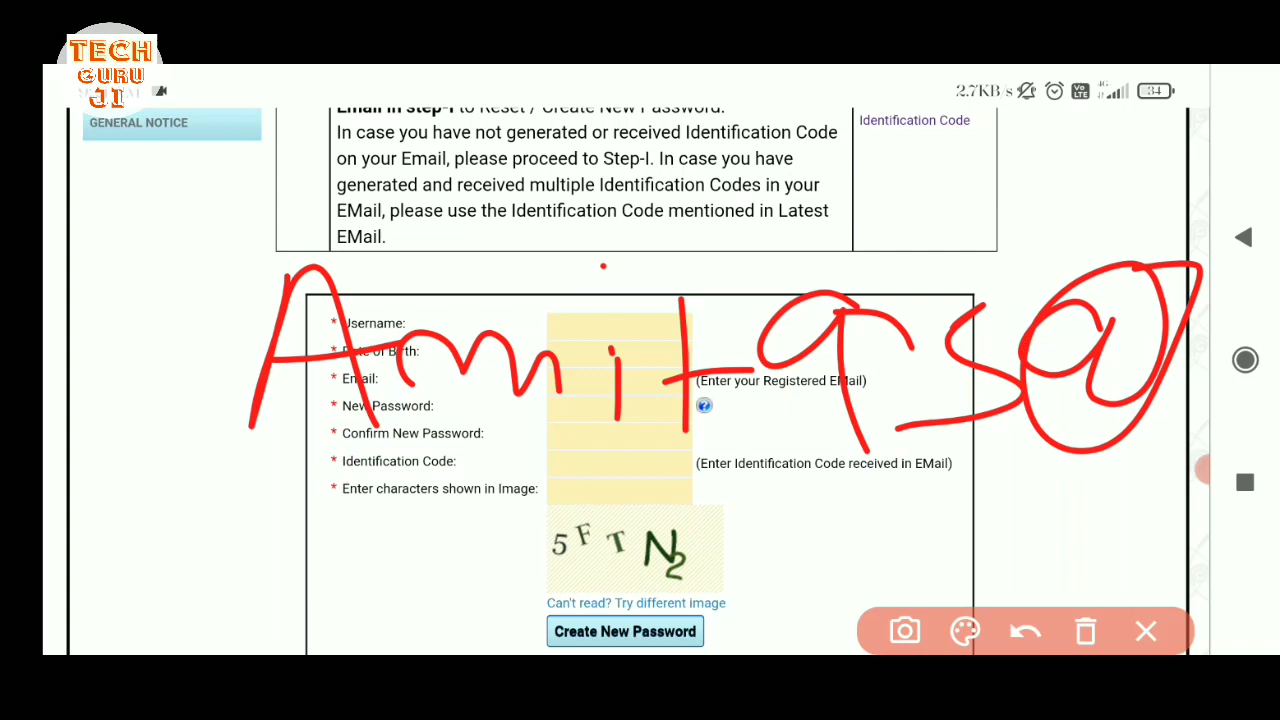 TECH
GURU
JI
2.7KB/s
Vo
LTE
4G
34
GENERAL NOTICE
Email in step-I to Reset / Create New Password.
In case you have not generated or received Identification Code
on your Email, please proceed to Step-I. In case you have
generated and received multiple Identification Codes in your
EMail, please use the Identification Code mentioned in Latest
EMail.
Identification Code
* Username:
* Date of Birth:
* Email:
(Enter your Registered EMail)
* New Password:
?
* Confirm New Password:
* Identification Code:
(Enter Identification Code received in EMail)
* Enter characters shown in Image:
5FTN2
Can't read? Try different image
Create New Password